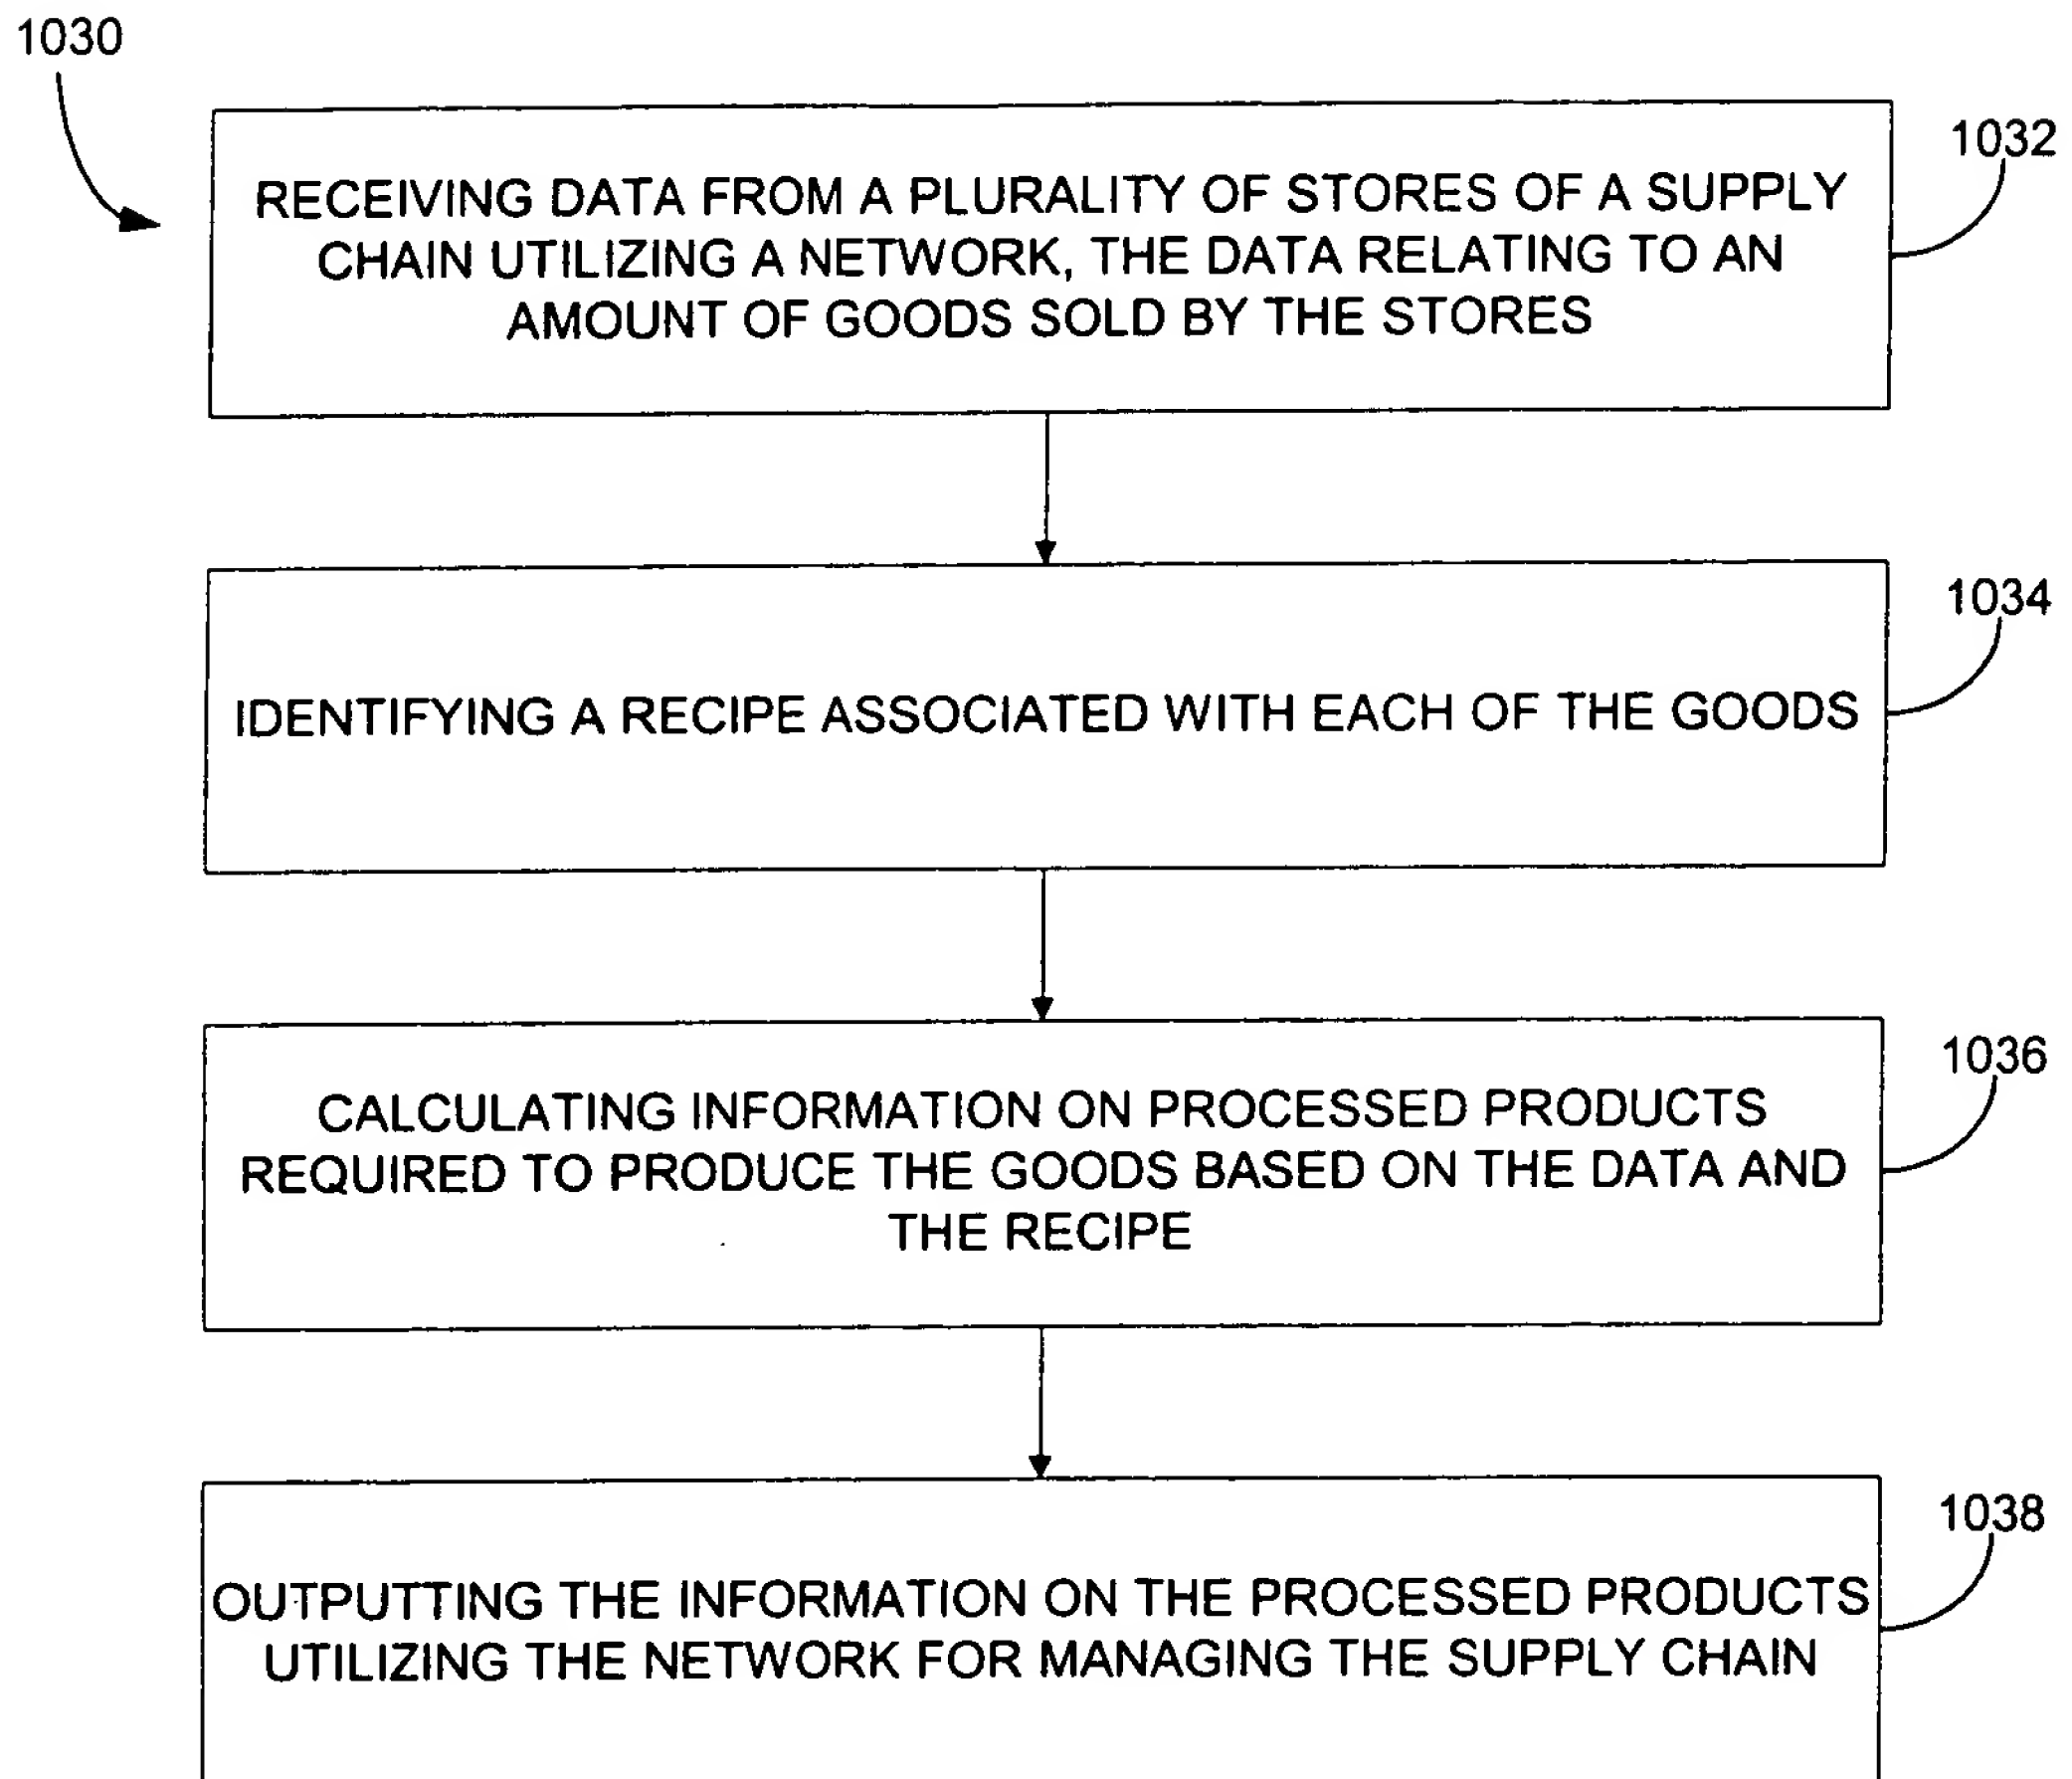 1030
1032
RECEIVING DATA FROM A PLURALITY OF STORES OF A SUPPLY
CHAIN UTILIZING A NETWORK, THE DATA RELATING TO AN
AMOUNT OF GOODS SOLD BY THE STORES
1034
IDENTIFYING A RECIPE ASSOCIATED WITH EACH OF THE GOODS
1036
CALCULATING INFORMATION ON PROCESSED PRODUCTS
REQUIRED TO PRODUCE THE GOODS BASED ON THE DATA AND
THE RECIPE
1038
OUTPUTTING THE INFORMATION ON THE PROCESSED PRODUCTS
UTILIZING THE NETWORK FOR MANAGING THE SUPPLY CHAIN